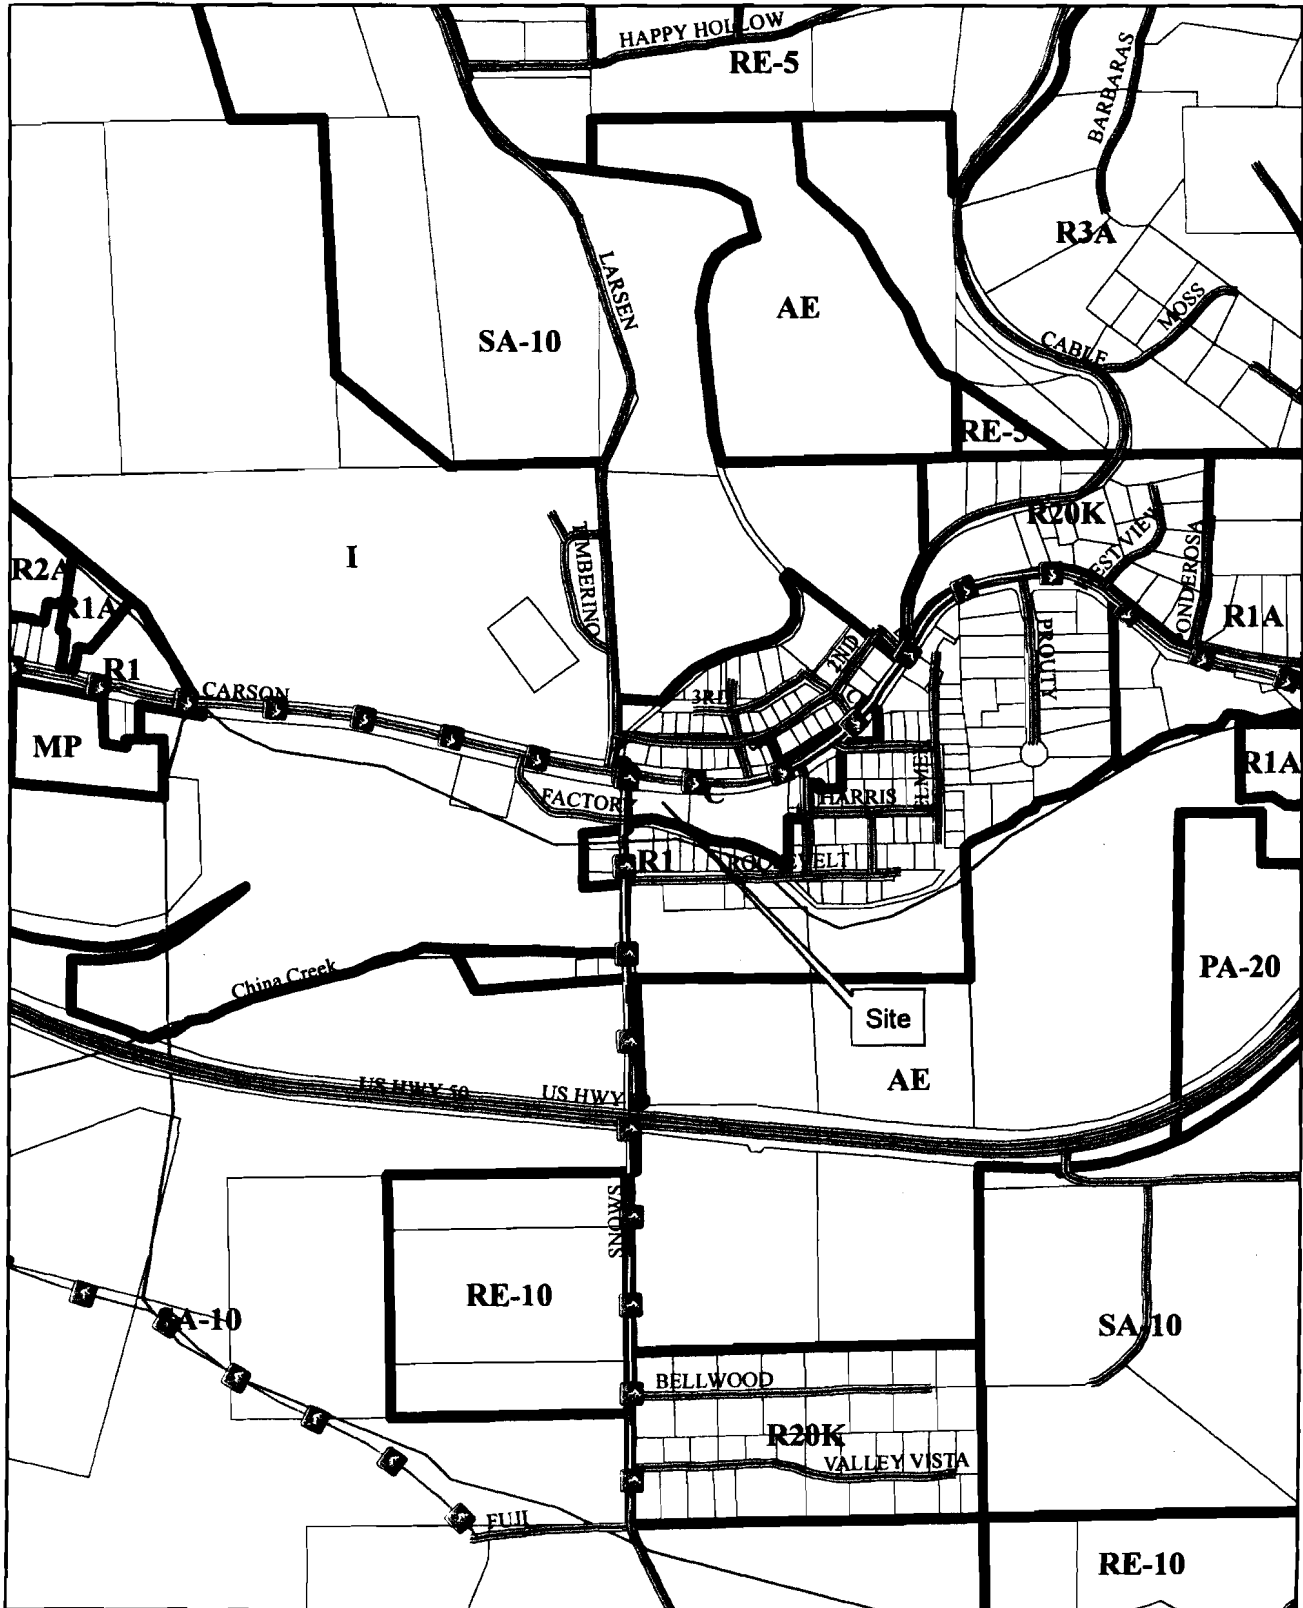 HAPPY HOLLOW
RE-5
BARBARAS
R3A
LARSEN
MOSS
AE
SA-10
CABLE
RE-5
R20K
TIMBERINO
I
R2A
R1A
PONDEROSA
R1A
PROUTY
2ND
R1
CARSON
3RD
C
MP
R1A
ELMER
FACTORY
C
HARRIS
R1
ROOSEVELT
PA-20
China Creek
Site
AE
US HWY 50
US HWY
SNOWS
RE-10
SA-10
SA-10
BELLWOOD
R20K
VALLEY VISTA
FUJI
RE-10